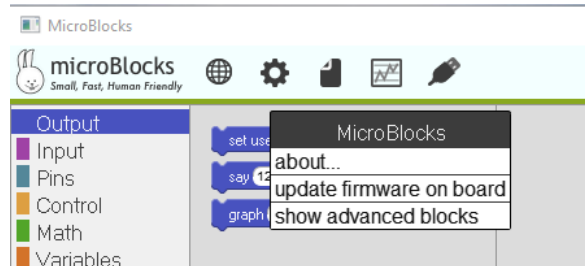 MicroBlocks
microBlocks
Small, Fast, Human Friendly
Output
Input
Pins
Control
Math
Variables
set use
say 12
graph
MicroBlocks
about...
update firmware on board
show advanced blocks